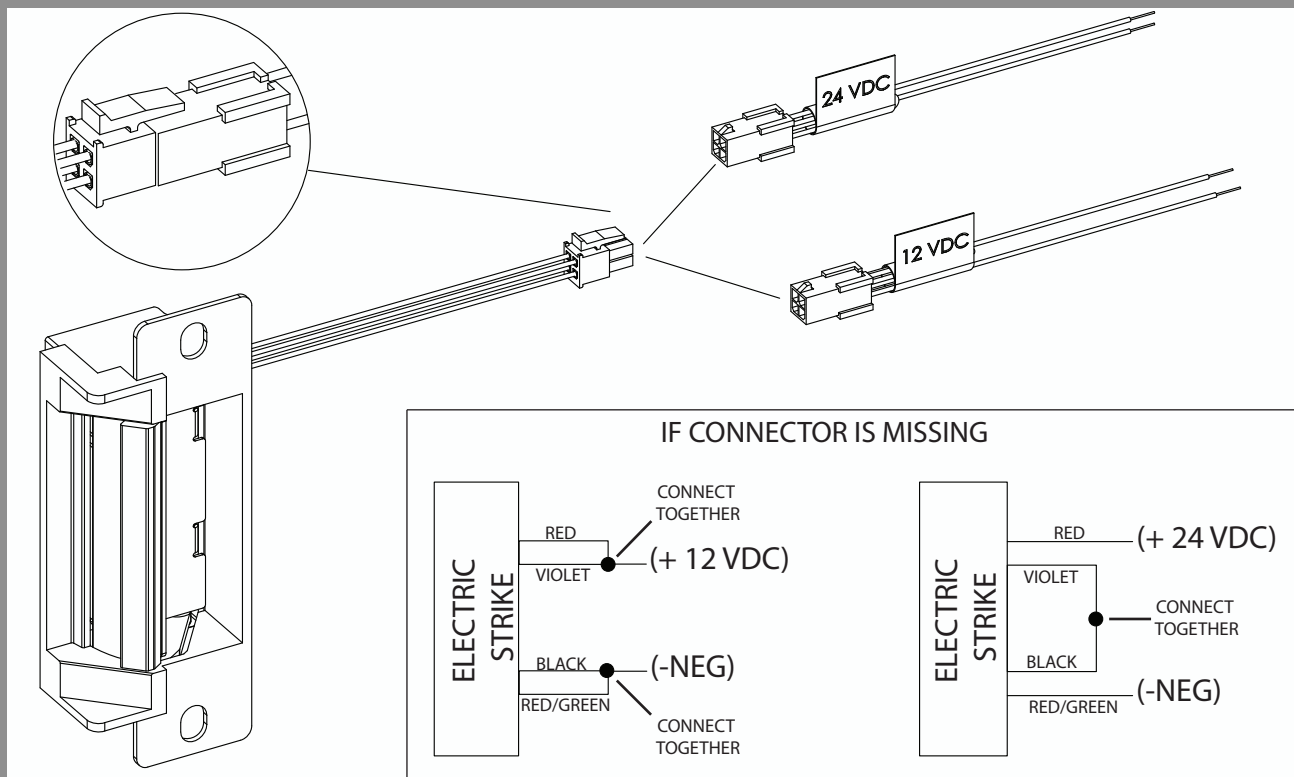 24 VDC
12 VDC
IF CONNECTOR IS MISSING
ELECTRIC
STRIKE
RED
VIOLET
CONNECT
TOGETHER
(+ 12 VDC)
BLACK
RED/GREEN
(-NEG)
CONNECT
TOGETHER
ELECTRIC
STRIKE
RED
(+ 24 VDC)
VIOLET
CONNECT
TOGETHER
BLACK
RED/GREEN
(-NEG)